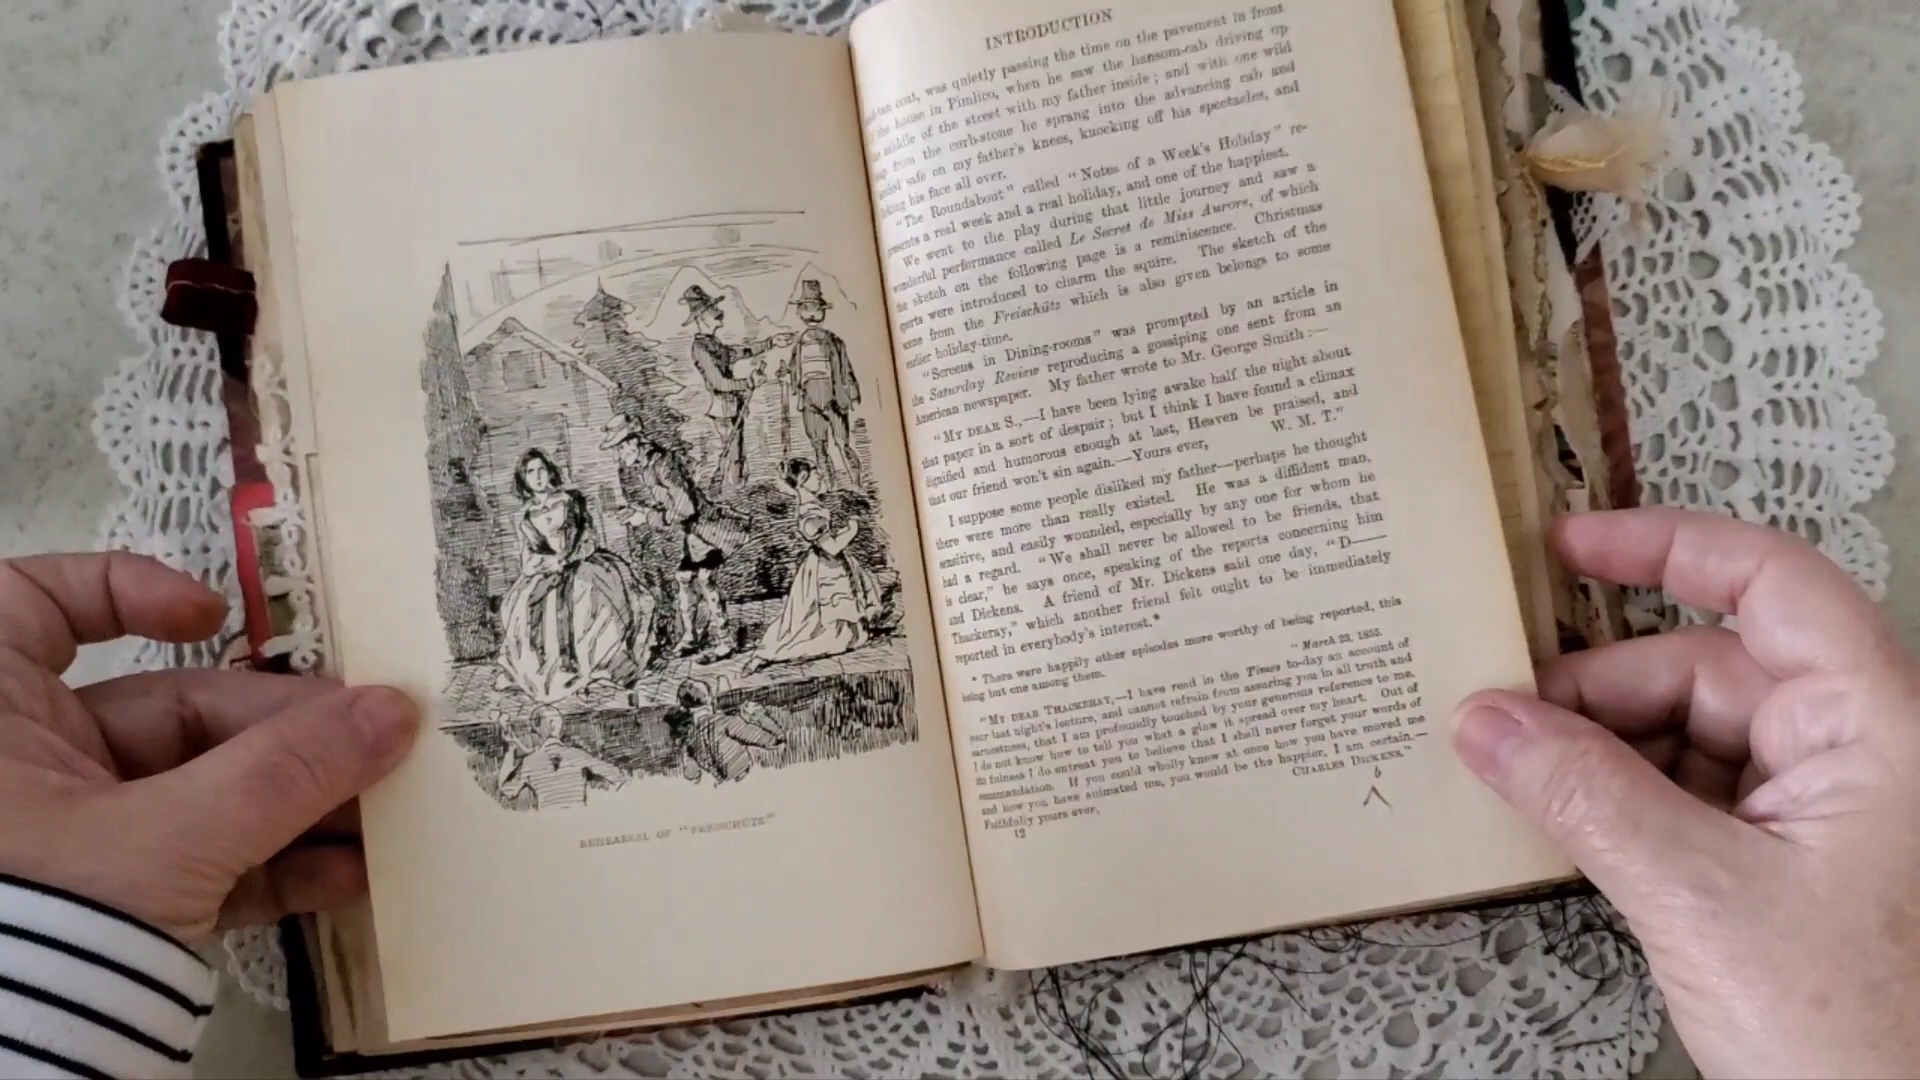 REHEARSAL OF "FREISCHÜTZ"
INTRODUCTION
coat, was quietly passing the time on the pavement in front
the house in Pimlico, when he saw the hansom-cab driving up
middle of the street with my father inside; and with one wild
from the curb-stone he sprang into the advancing cab and
safe on my father's knees, knocking off his spectacles, and
his face all over.
"The Roundabout" called "Notes of a Week's Holiday" re-
presents a real week and a real holiday, and one of the happiest.
We went to the play during that little journey and saw a
wonderful performance called Le Secret de Miss Aurore, of which
the sketch on the following page is a reminiscence. Christmas
sports were introduced to charm the squire. The sketch of the
scene from the Freischütz which is also given belongs to some
earlier holiday-time.
"Screens in Dining-rooms" was prompted by an article in
the Saturday Review reproducing a gossiping one sent from an
American newspaper. My father wrote to Mr. George Smith:—
"MY DEAR S.,—I have been lying awake half the night about
that paper in a sort of despair; but I think I have found a climax
dignified and humorous enough at last, Heaven be praised, and
that our friend won't sin again.—Yours ever, W. M. T."
I suppose some people disliked my father—perhaps he thought
there were more than really existed. He was a diffident man,
sensitive, and easily wounded, especially by any one for whom he
had a regard. "We shall never be allowed to be friends, that
is clear," he says once, speaking of the reports concerning him
and Dickens. A friend of Mr. Dickens said one day, "D——
Thackeray," which another friend felt ought to be immediately
reported in everybody's interest.*
* There were happily other episodes more worthy of being reported, this
being but one among them.
"March 23, 1855.
"MY DEAR THACKERAY,—I have read in the Times to-day an account of
your last night's lecture, and cannot refrain from assuring you in all truth and
earnestness, that I am profoundly touched by your generous reference to me.
I do not know how to tell you what a glow it spread over my heart. Out of
its fulness I do entreat you to believe that I shall never forget your words of
commendation. If you could wholly know at once how you have moved me
and how you have animated me, you would be the happier, I am certain.—
Faithfully yours ever, CHARLES DICKENS."
12 b